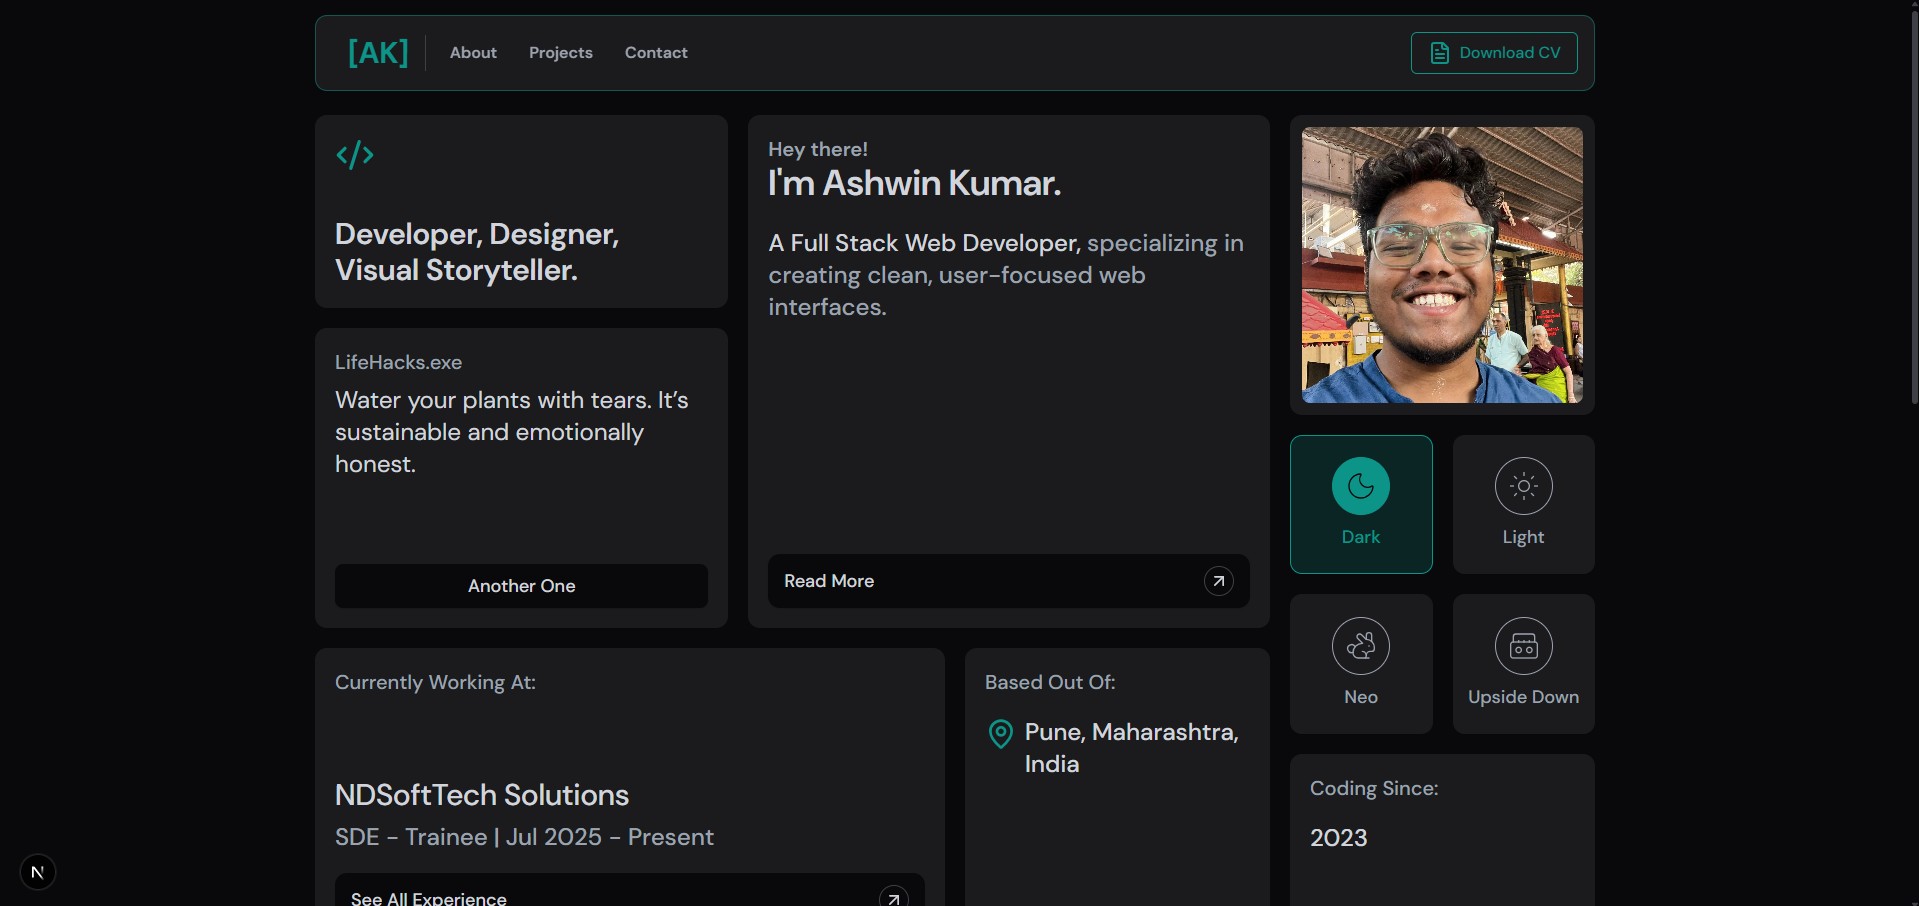 [AK]
About
Projects
Contact
Download CV
Developer, Designer,
Visual Storyteller.
Hey there!
I'm Ashwin Kumar.
A Full Stack Web Developer, specializing in
creating clean, user-focused web
interfaces.
LifeHacks.exe
Water your plants with tears. It’s
sustainable and emotionally
honest.
Another One
Read More
Dark
Light
Neo
Upside Down
Currently Working At:
NDSoftTech Solutions
SDE - Trainee | Jul 2025 - Present
See All Experience
Based Out Of:
Pune, Maharashtra,
India
Coding Since:
2023
N